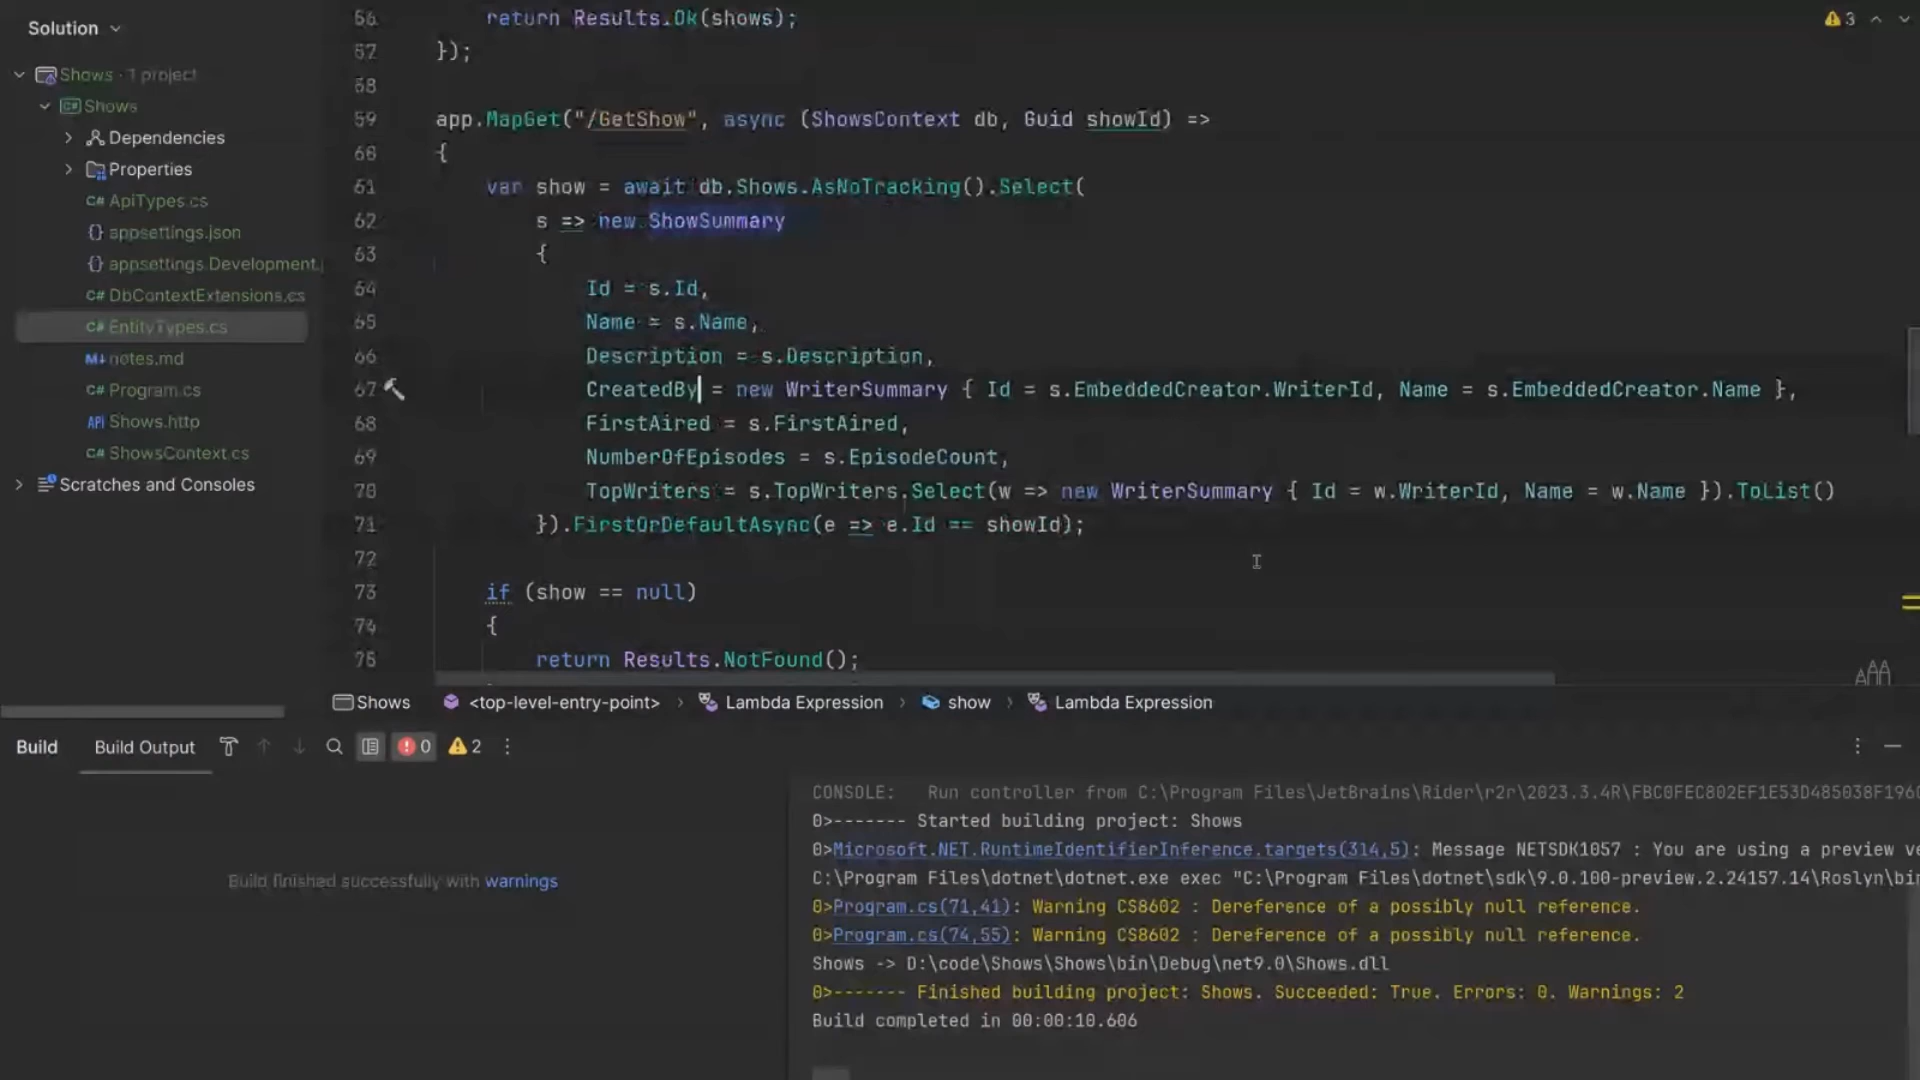 Solution
Shows · 1 project
Shows
Dependencies
Properties
C# ApiTypes.cs
{} appsettings.json
{} appsettings.Development.j
C# DbContextExtensions.cs
C# EntityTypes.cs
M↓ notes.md
C# Program.cs
API Shows.http
C# ShowsContext.cs
Scratches and Consoles
3
56 return Results.Ok(shows);
57 });
58
59 app.MapGet("/GetShow", async (ShowsContext db, Guid showId) =>
60 {
61 var show = await db.Shows.AsNoTracking().Select(
62 s => new ShowSummary
63 {
64 Id = s.Id,
65 Name = s.Name,
66 Description = s.Description,
67 CreatedBy = new WriterSummary { Id = s.EmbeddedCreator.WriterId, Name = s.EmbeddedCreator.Name },
68 FirstAired = s.FirstAired,
69 NumberOfEpisodes = s.EpisodeCount,
70 TopWriters = s.TopWriters.Select(w => new WriterSummary { Id = w.WriterId, Name = w.Name }).ToList()
71 }).FirstOrDefaultAsync(e => e.Id == showId);
72
73 if (show == null)
74 {
75 return Results.NotFound();
Shows <top-level-entry-point> › Lambda Expression › show › Lambda Expression
Build Build Output 0 2
Build finished successfully with warnings
CONSOLE: Run controller from C:\Program Files\JetBrains\Rider\r2r\2023.3.4R\FBC0FEC802EF1E53D485038F1960
0>------- Started building project: Shows
0>Microsoft.NET.RuntimeIdentifierInference.targets(314,5): Message NETSDK1057 : You are using a preview ve
C:\Program Files\dotnet\dotnet.exe exec "C:\Program Files\dotnet\sdk\9.0.100-preview.2.24157.14\Roslyn\bin
0>Program.cs(71,41): Warning CS8602 : Dereference of a possibly null reference.
0>Program.cs(74,55): Warning CS8602 : Dereference of a possibly null reference.
Shows -> D:\code\Shows\Shows\bin\Debug\net9.0\Shows.dll
0>------- Finished building project: Shows. Succeeded: True. Errors: 0. Warnings: 2
Build completed in 00:00:10.606